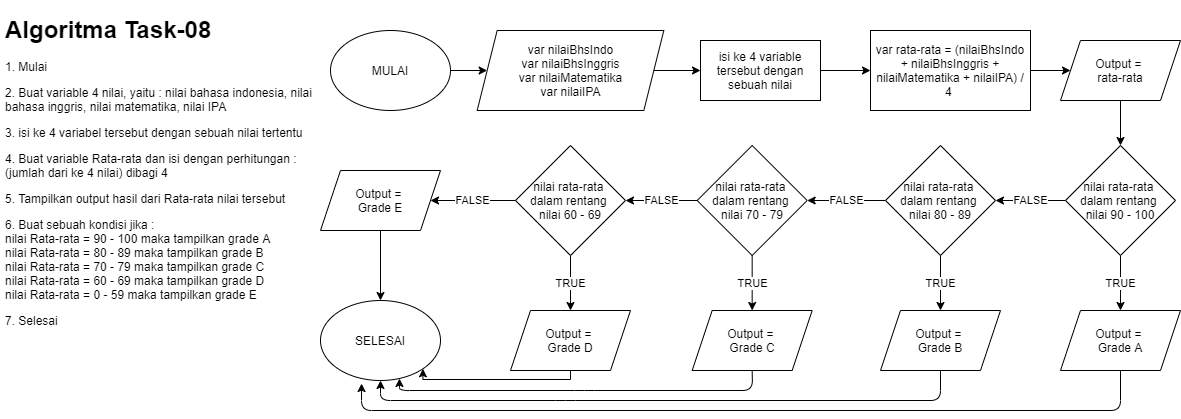 Algoritma Task-08
1. Mulai
2. Buat variable 4 nilai, yaitu : nilai bahasa indonesia, nilai
bahasa inggris, nilai matematika, nilai IPA
3. isi ke 4 variabel tersebut dengan sebuah nilai tertentu
4. Buat variable Rata-rata dan isi dengan perhitungan :
(jumlah dari ke 4 nilai) dibagi 4
5. Tampilkan output hasil dari Rata-rata nilai tersebut
6. Buat sebuah kondisi jika :
nilai Rata-rata = 90 - 100 maka tampilkan grade A
nilai Rata-rata = 80 - 89 maka tampilkan grade B
nilai Rata-rata = 70 - 79 maka tampilkan grade C
nilai Rata-rata = 60 - 69 maka tampilkan grade D
nilai Rata-rata = 0 - 59 maka tampilkan grade E
7. Selesai
MULAI
var nilaiBhsIndo
var nilaiBhsInggris
var nilaiMatematika
var nilaiIPA
isi ke 4 variable
tersebut dengan
sebuah nilai
var rata-rata = (nilaiBhsIndo
+ nilaiBhsInggris +
nilaiMatematika + nilaiIPA) /
4
Output =
rata-rata
nilai rata-rata
dalam rentang
nilai 90 - 100
FALSE
nilai rata-rata
dalam rentang
nilai 80 - 89
FALSE
nilai rata-rata
dalam rentang
nilai 70 - 79
FALSE
nilai rata-rata
dalam rentang
nilai 60 - 69
FALSE
Output =
Grade E
TRUE
TRUE
TRUE
TRUE
Output =
Grade A
Output =
Grade B
Output =
Grade C
Output =
Grade D
SELESAI